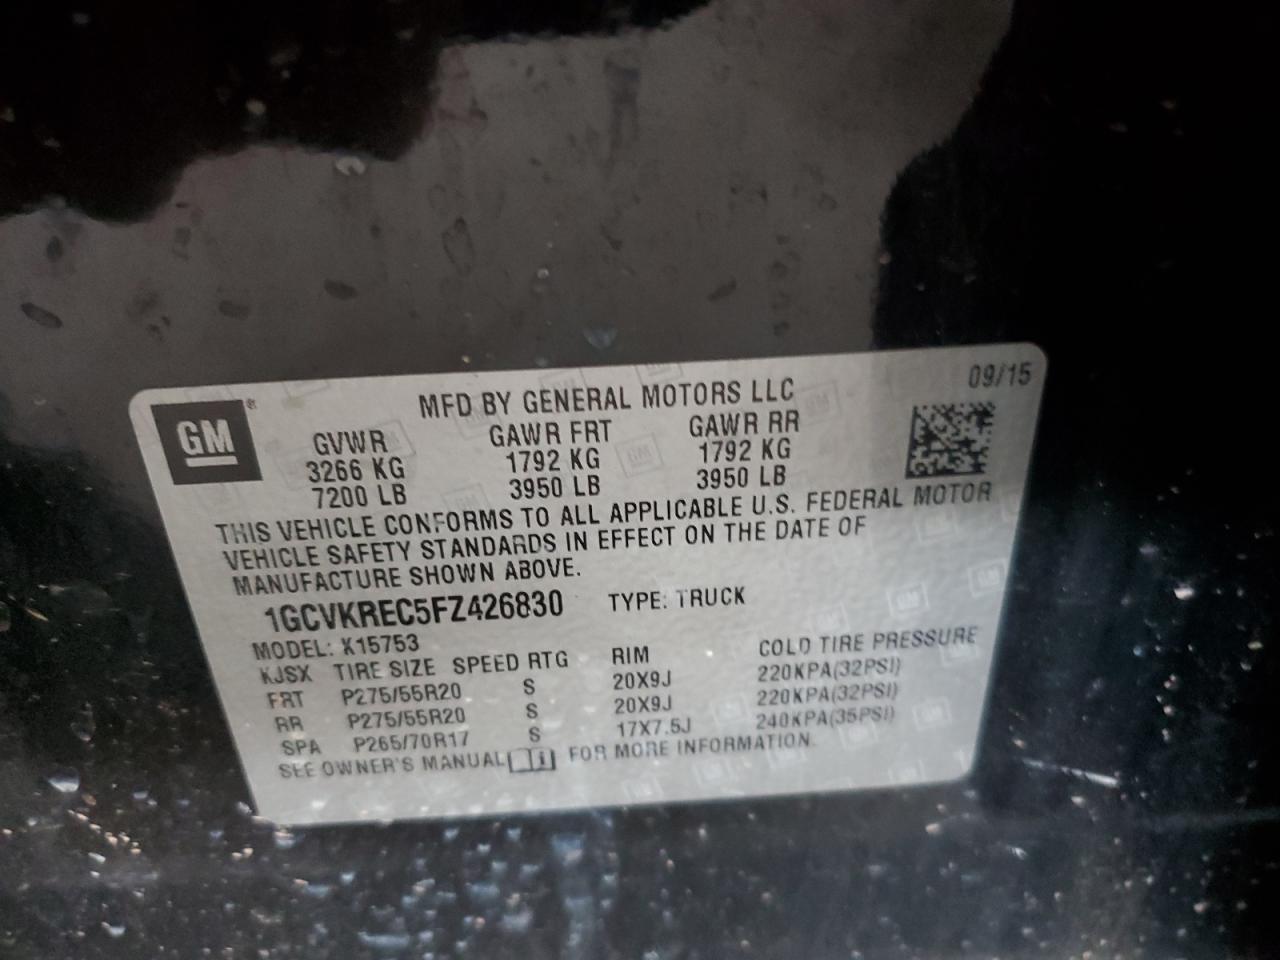 09/15
MFD BY GENERAL MOTORS LLC
GM
GVWR GAWR FRT GAWR RR
3266 KG 1792 KG 1792 KG
7200 LB 3950 LB 3950 LB
THIS VEHICLE CONFORMS TO ALL APPLICABLE U.S. FEDERAL MOTOR
VEHICLE SAFETY STANDARDS IN EFFECT ON THE DATE OF
MANUFACTURE SHOWN ABOVE.
1GCVKREC5FZ426830 TYPE: TRUCK
MODEL: K15753
KJSX TIRE SIZE SPEED RTG RIM COLD TIRE PRESSURE
FRT P275/55R20 S 20X9J 220KPA(32PSI)
RR P275/55R20 S 20X9J 220KPA(32PSI)
SPA P265/70R17 S 17X7.5J 240KPA(35PSI)
SEE OWNER'S MANUAL FOR MORE INFORMATION.